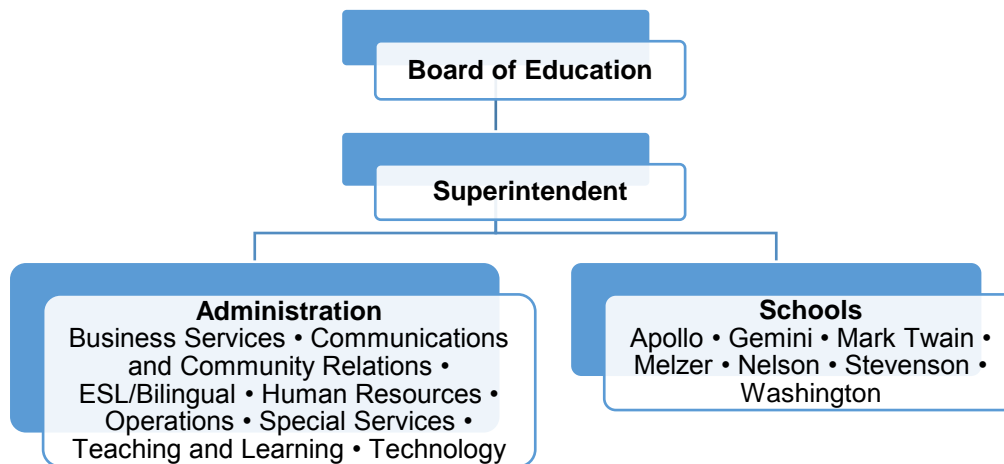 Board of Education
Superintendent
Administration
Business Services • Communications
and Community Relations •
ESL/Bilingual • Human Resources •
Operations • Special Services •
Teaching and Learning • Technology
Schools
Apollo • Gemini • Mark Twain •
Melzer • Nelson • Stevenson •
Washington